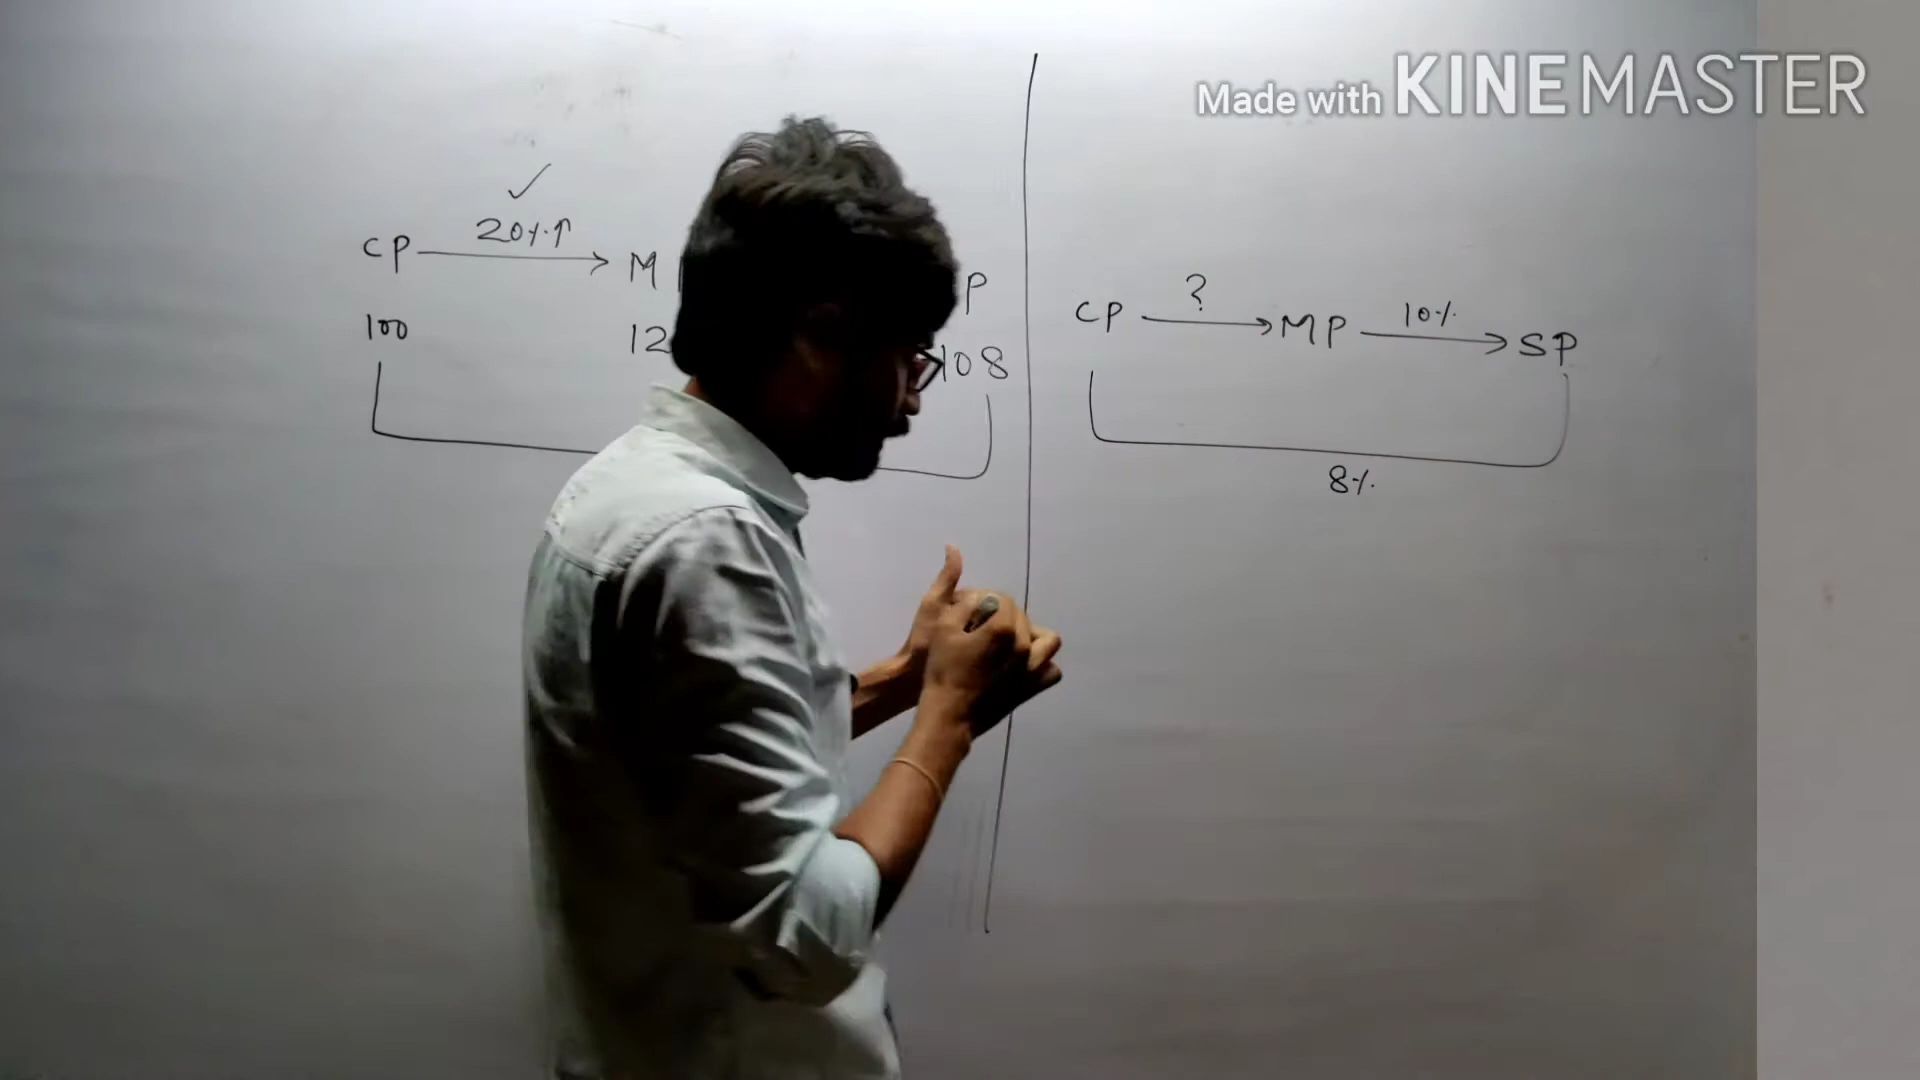 Made with KINEMASTER
✓
20%↑
CP → M P
100 12 108
?
CP → MP 10% → SP
8%